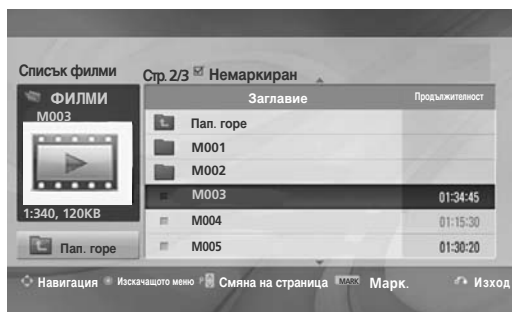 Списък филми Стр. 2/3 Немаркиран
ФИЛМИ Заглавие Продължителност
M003
Пап. горе
M001
M002
M003 01:34:45
1:340, 120KB
M004 01:15:30
Пап. горе
M005 01:30:20
Навигация Изскачащото меню P Смяна на страница MARK Марк. Изход